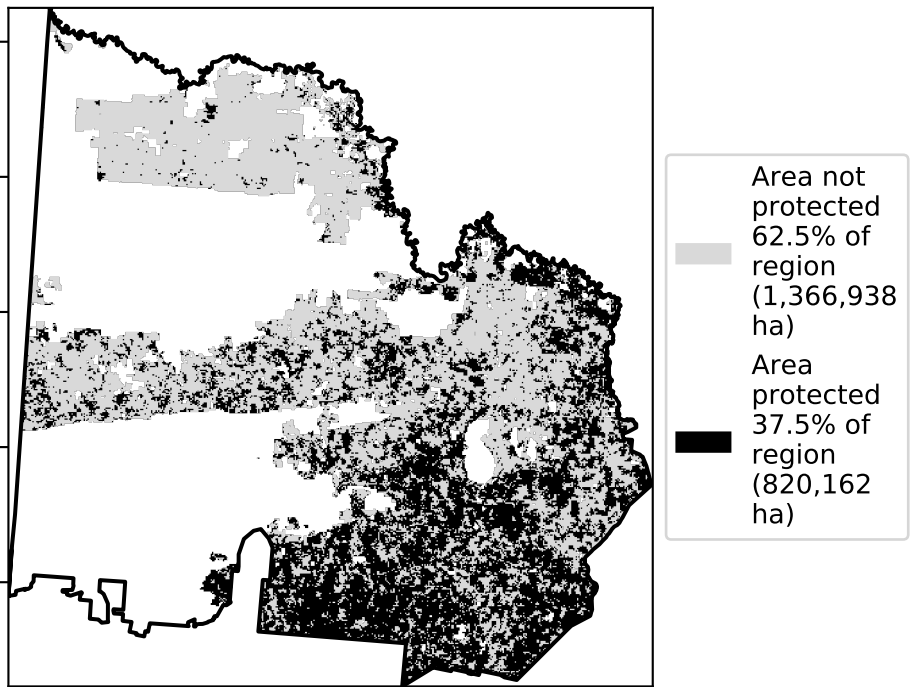 Area not
protected
62.5% of
region
(1,366,938
ha)
Area
protected
37.5% of
region
(820,162
ha)